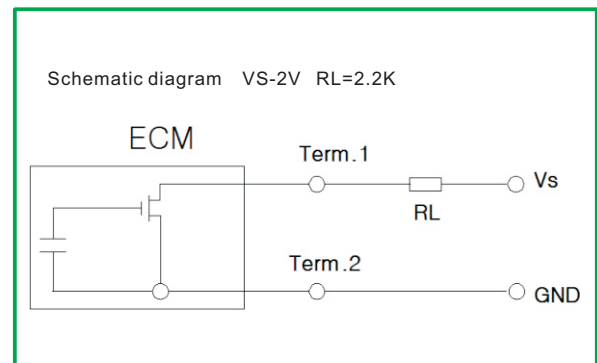 Schematic diagram VS-2V RL=2.2K
ECM
Term.1
Vs
RL
Term.2
GND